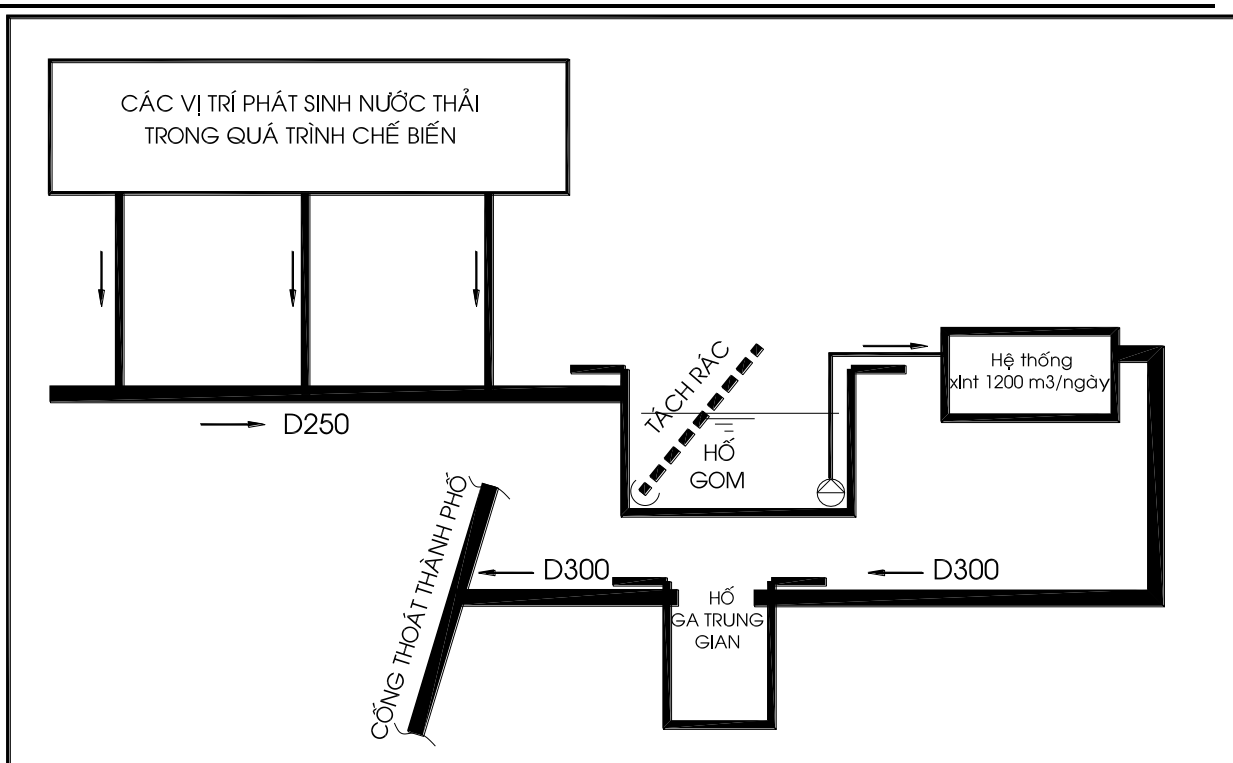 CÁC VỊ TRÍ PHÁT SINH NƯỚC THẢI
TRONG QUÁ TRÌNH CHẾ BIẾN
D250
TÁCH RÁC
HỐ
GOM
Hệ thống
xlnt 1200 m3/ngày
CỐNG THOÁT THÀNH PHỐ
D300
HỐ
GA TRUNG
GIAN
D300